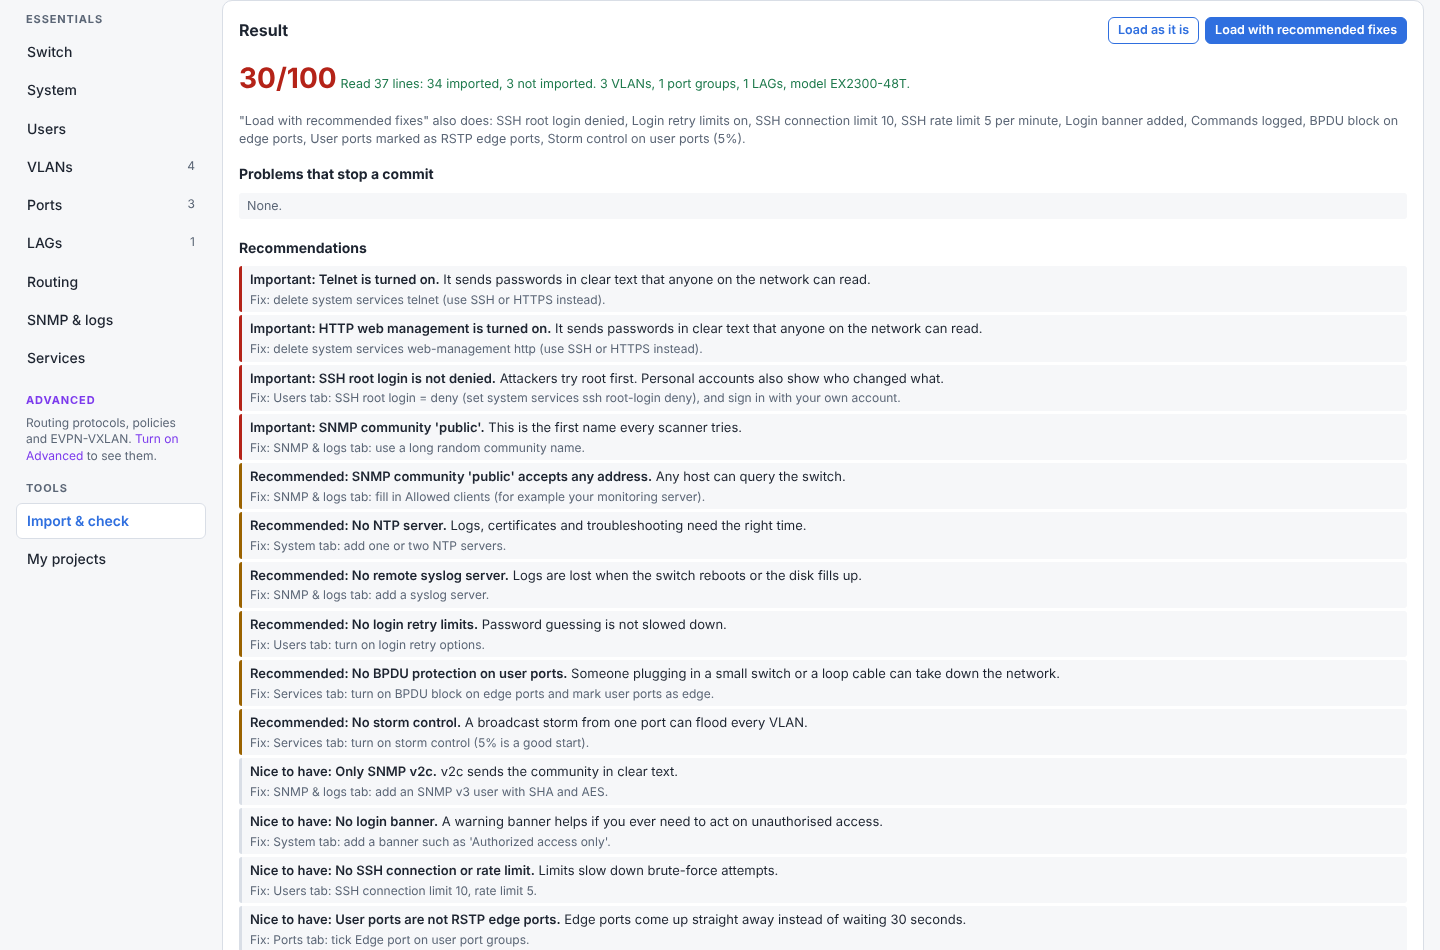 ESSENTIALS
Switch
System
Users
VLANs 4
Ports 3
LAGs 1
Routing
SNMP & logs
Services
ADVANCED
Routing protocols, policies
and EVPN-VXLAN. Turn on
Advanced to see them.
TOOLS
Import & check
My projects
Result
Load as it is
Load with recommended fixes
30/100 Read 37 lines: 34 imported, 3 not imported. 3 VLANs, 1 port groups, 1 LAGs, model EX2300-48T.
"Load with recommended fixes" also does: SSH root login denied, Login retry limits on, SSH connection limit 10, SSH rate limit 5 per minute, Login banner added, Commands logged, BPDU block on
edge ports, User ports marked as RSTP edge ports, Storm control on user ports (5%).
Problems that stop a commit
None.
Recommendations
Important: Telnet is turned on. It sends passwords in clear text that anyone on the network can read.
Fix: delete system services telnet (use SSH or HTTPS instead).
Important: HTTP web management is turned on. It sends passwords in clear text that anyone on the network can read.
Fix: delete system services web-management http (use SSH or HTTPS instead).
Important: SSH root login is not denied. Attackers try root first. Personal accounts also show who changed what.
Fix: Users tab: SSH root login = deny (set system services ssh root-login deny), and sign in with your own account.
Important: SNMP community 'public'. This is the first name every scanner tries.
Fix: SNMP & logs tab: use a long random community name.
Recommended: SNMP community 'public' accepts any address. Any host can query the switch.
Fix: SNMP & logs tab: fill in Allowed clients (for example your monitoring server).
Recommended: No NTP server. Logs, certificates and troubleshooting need the right time.
Fix: System tab: add one or two NTP servers.
Recommended: No remote syslog server. Logs are lost when the switch reboots or the disk fills up.
Fix: SNMP & logs tab: add a syslog server.
Recommended: No login retry limits. Password guessing is not slowed down.
Fix: Users tab: turn on login retry options.
Recommended: No BPDU protection on user ports. Someone plugging in a small switch or a loop cable can take down the network.
Fix: Services tab: turn on BPDU block on edge ports and mark user ports as edge.
Recommended: No storm control. A broadcast storm from one port can flood every VLAN.
Fix: Services tab: turn on storm control (5% is a good start).
Nice to have: Only SNMP v2c. v2c sends the community in clear text.
Fix: SNMP & logs tab: add an SNMP v3 user with SHA and AES.
Nice to have: No login banner. A warning banner helps if you ever need to act on unauthorised access.
Fix: System tab: add a banner such as 'Authorized access only'.
Nice to have: No SSH connection or rate limit. Limits slow down brute-force attempts.
Fix: Users tab: SSH connection limit 10, rate limit 5.
Nice to have: User ports are not RSTP edge ports. Edge ports come up straight away instead of waiting 30 seconds.
Fix: Ports tab: tick Edge port on user port groups.